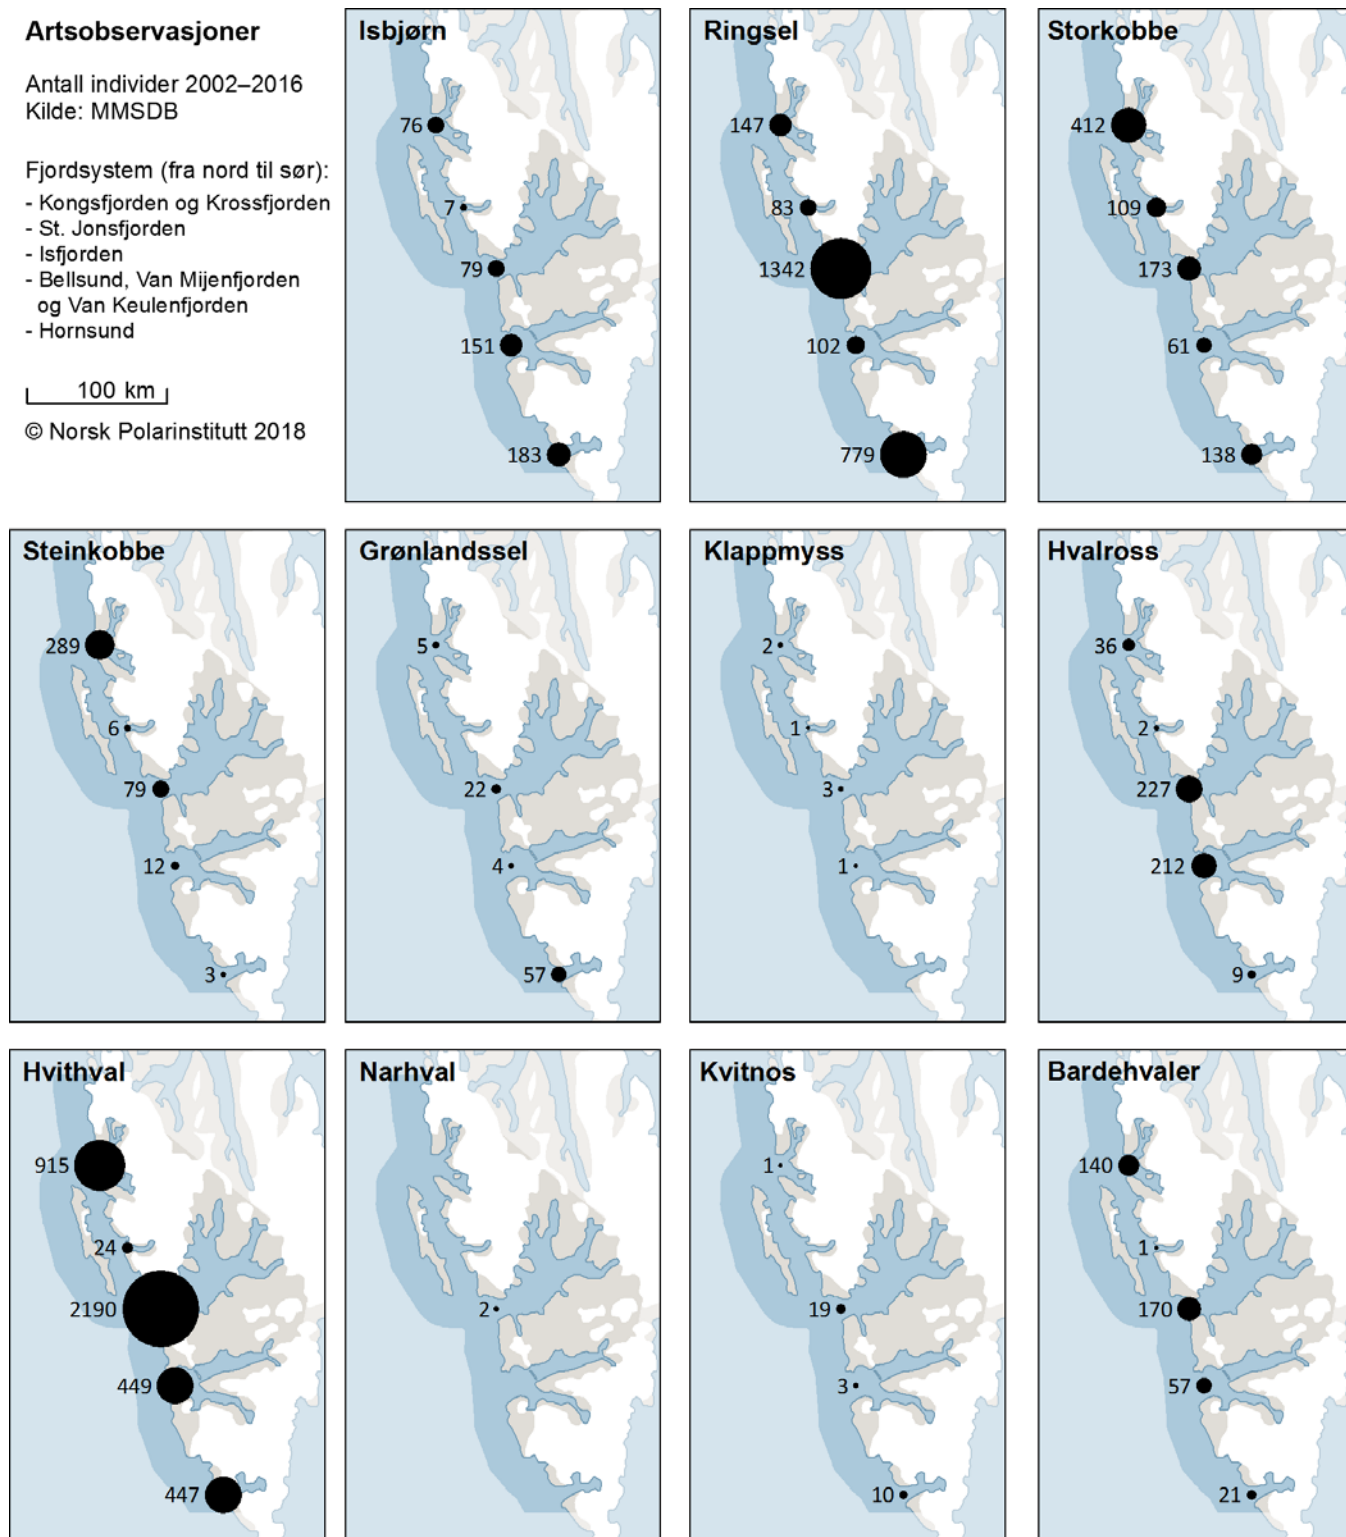 Artsobservasjoner
Antall individer 2002–2016
Kilde: MMSDB
Fjordsystem (fra nord til sør):
- Kongsfjorden og Krossfjorden
- St. Jonsfjorden
- Isfjorden
- Bellsund, Van Mijenfjorden
og Van Keulenfjorden
- Hornsund
100 km
© Norsk Polarinstitutt 2018
Isbjørn
76
7
79
151
183
Ringsel
147
83
1342
102
779
Storkobbe
412
109
173
61
138
Steinkobbe
289
6
79
12
3
Grønlandssel
5
22
4
57
Klappmyss
2
1
3
1
Hvalross
36
2
227
212
9
Hvithval
915
24
2190
449
447
Narhval
2
Kvitnos
1
19
3
10
Bardehvaler
140
1
170
57
21